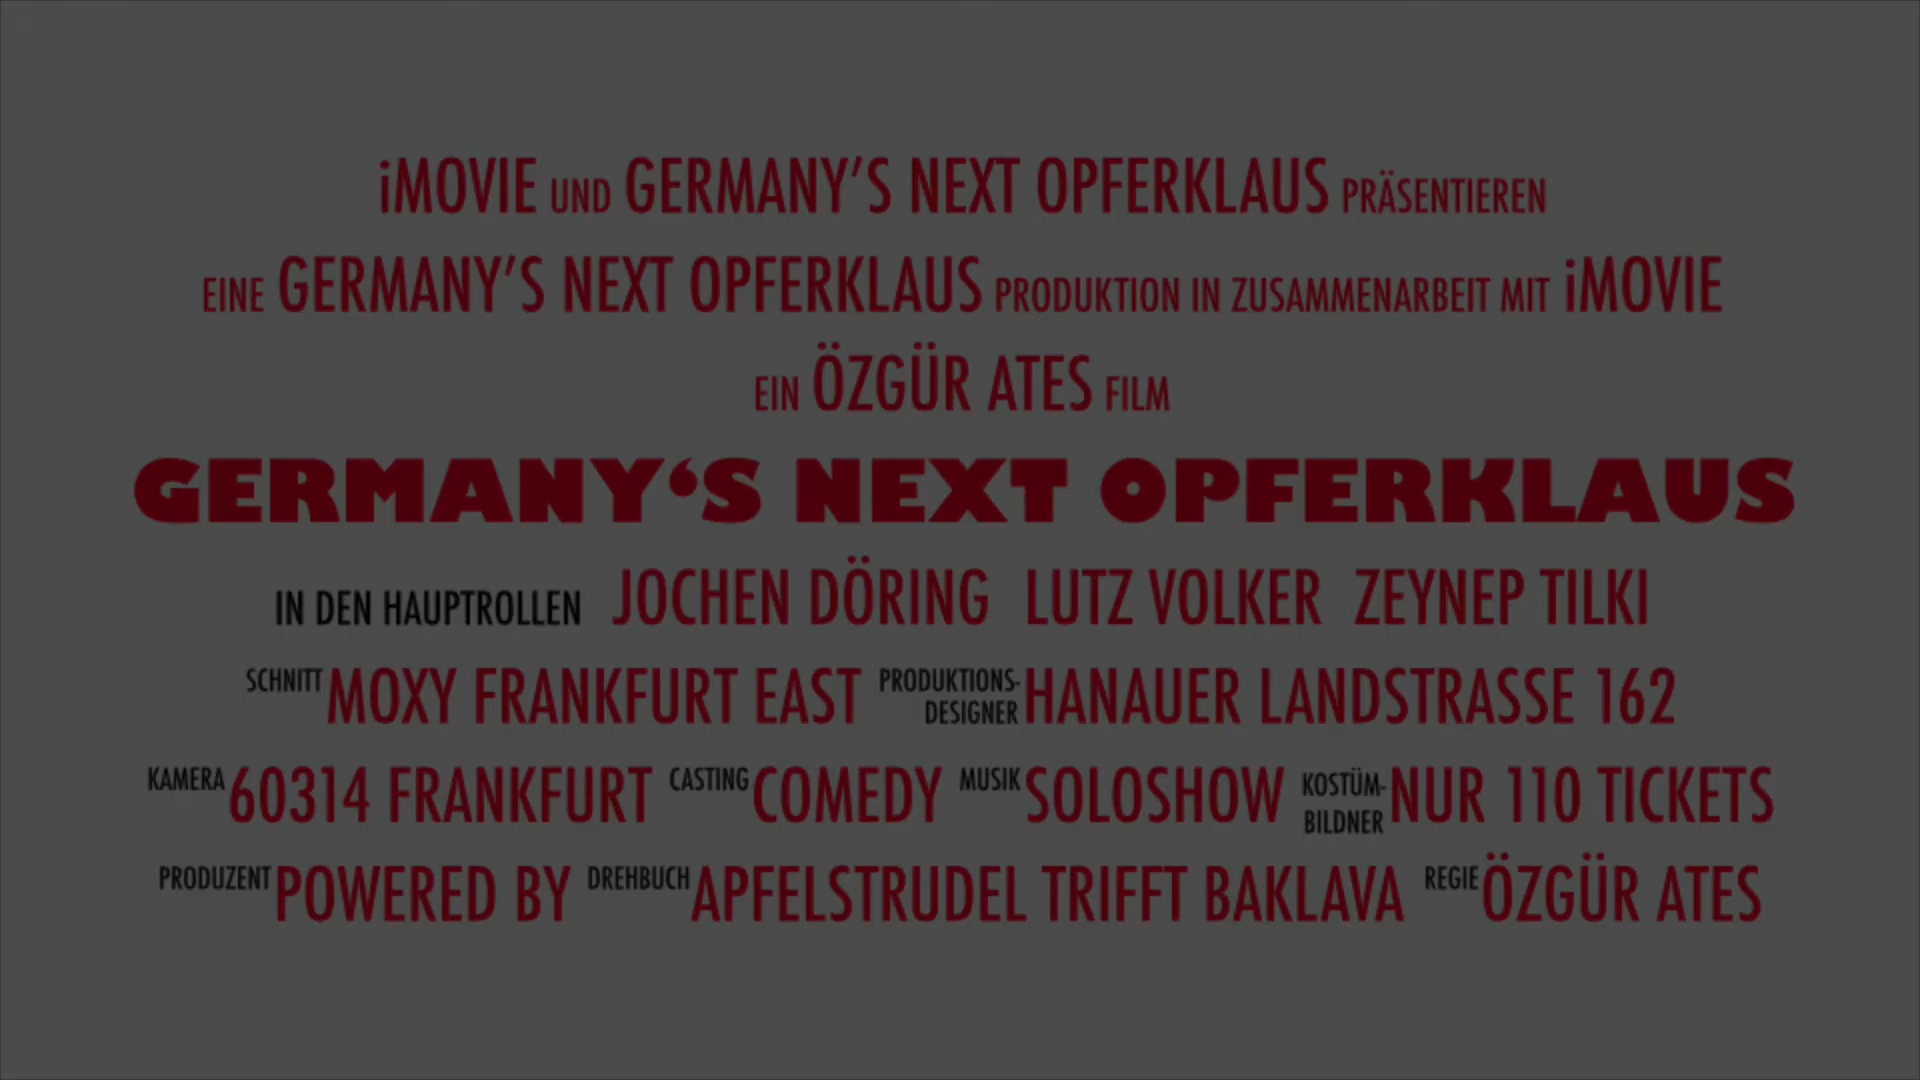 iMOVIE UND GERMANY'S NEXT OPFERKLAUS PRÄSENTIEREN
EINE GERMANY'S NEXT OPFERKLAUS PRODUKTION IN ZUSAMMENARBEIT MIT iMOVIE
EIN ÖZGÜR ATES FILM
GERMANY‘S NEXT OPFERKLAUS
IN DEN HAUPTROLLEN JOCHEN DÖRING LUTZ VOLKER ZEYNEP TILKI
SCHNITT MOXY FRANKFURT EAST PRODUKTIONS-DESIGNER HANAUER LANDSTRASSE 162
KAMERA 60314 FRANKFURT CASTING COMEDY MUSIK SOLOSHOW KOSTÜM-BILDNER NUR 110 TICKETS
PRODUZENT POWERED BY DREHBUCH APFELSTRUDEL TRIFFT BAKLAVA REGIE ÖZGÜR ATES